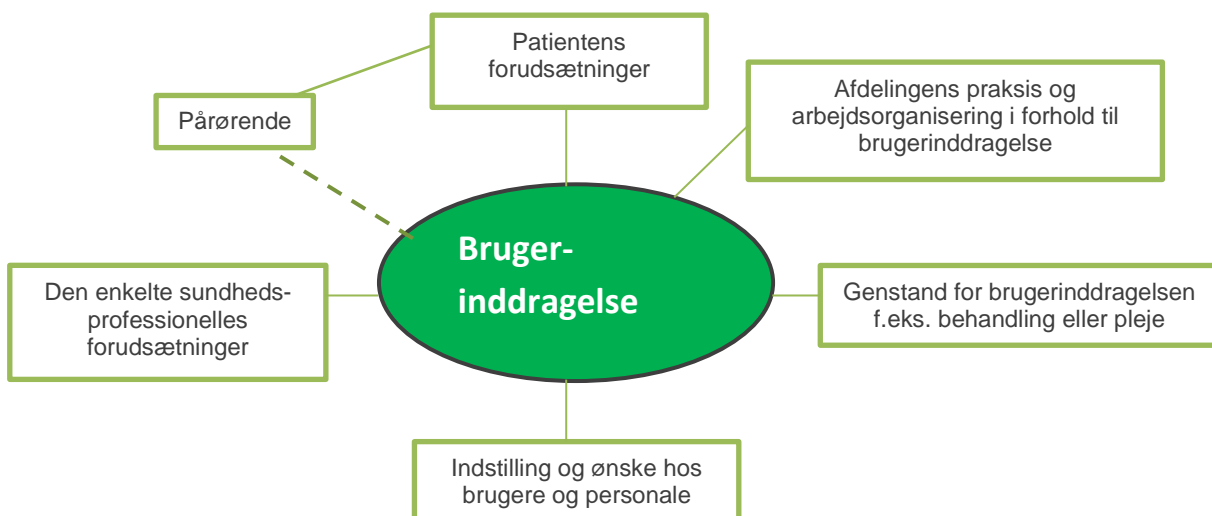 Patientens
forudsætninger
Pårørende
Afdelingens praksis og
arbejdsorganisering i forhold til
brugerinddragelse
Bruger-
inddragelse
Den enkelte sundheds-
professionelles
forudsætninger
Genstand for brugerinddragelsen
f.eks. behandling eller pleje
Indstilling og ønske hos
brugere og personale